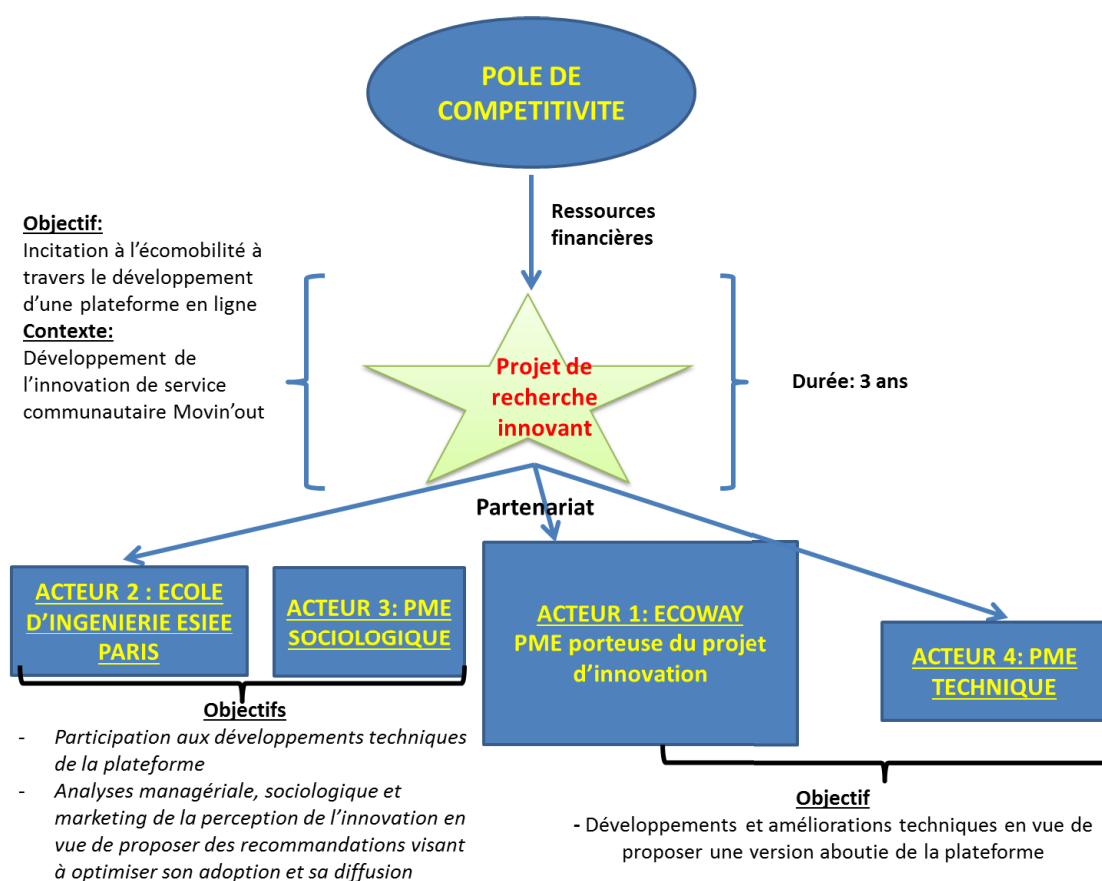 POLE DE
COMPETITIVITE
Ressources
financières
Objectif:
Incitation à l'écomobilité à
travers le développement
d'une plateforme en ligne
Contexte:
Développement de
l'innovation de service
communautaire Movin'out
Projet de
recherche
innovant
Durée: 3 ans
Partenariat
ACTEUR 2 : ECOLE
D'INGENIERIE ESIEE
PARIS
ACTEUR 3: PME
SOCIOLOGIQUE
ACTEUR 1: ECOWAY
PME porteuse du projet
d'innovation
ACTEUR 4: PME
TECHNIQUE
Objectifs
- Participation aux développements techniques
de la plateforme
- Analyses managériale, sociologique et
marketing de la perception de l'innovation en
vue de proposer des recommandations visant
à optimiser son adoption et sa diffusion
Objectif
- Développements et améliorations techniques en vue de
proposer une version aboutie de la plateforme